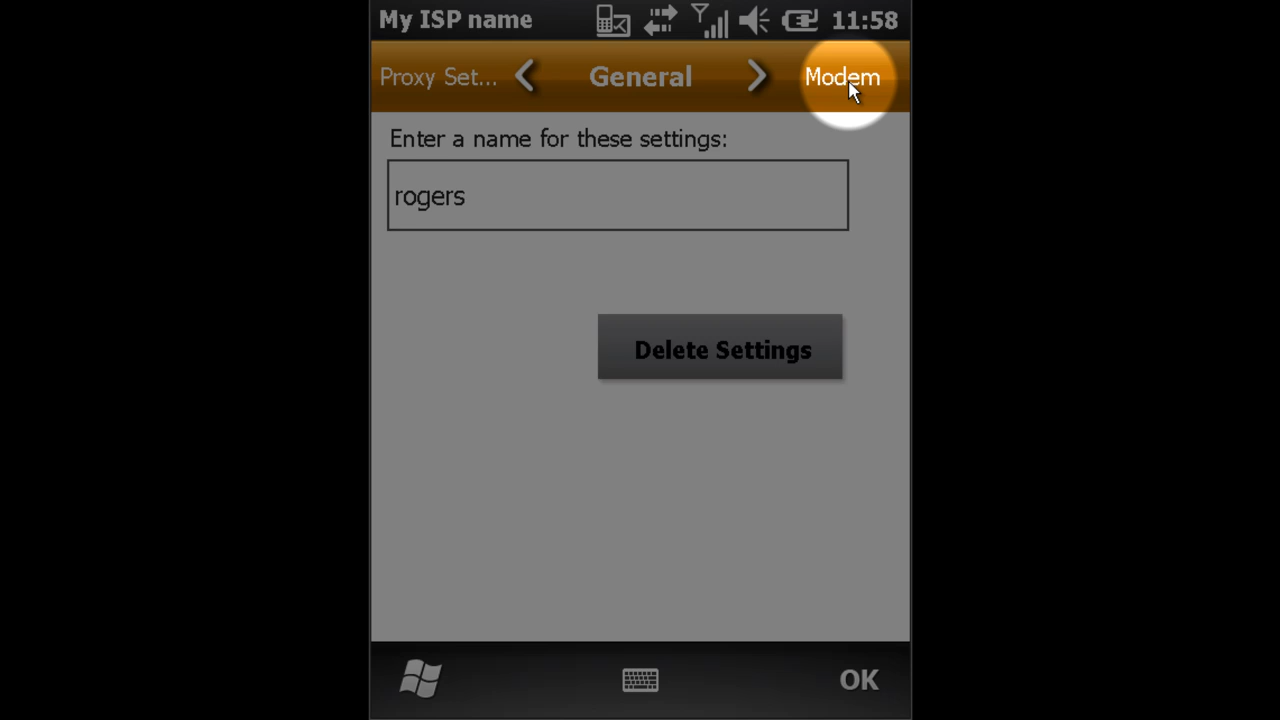 My ISP name 11:58
Proxy Set... General Modem
Enter a name for these settings:
rogers
Delete Settings
OK